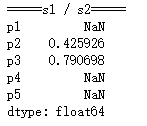 ═════s1 / s2═════
p1 NaN
p2 0.425926
p3 0.790698
p4 NaN
p5 NaN
dtype: float64